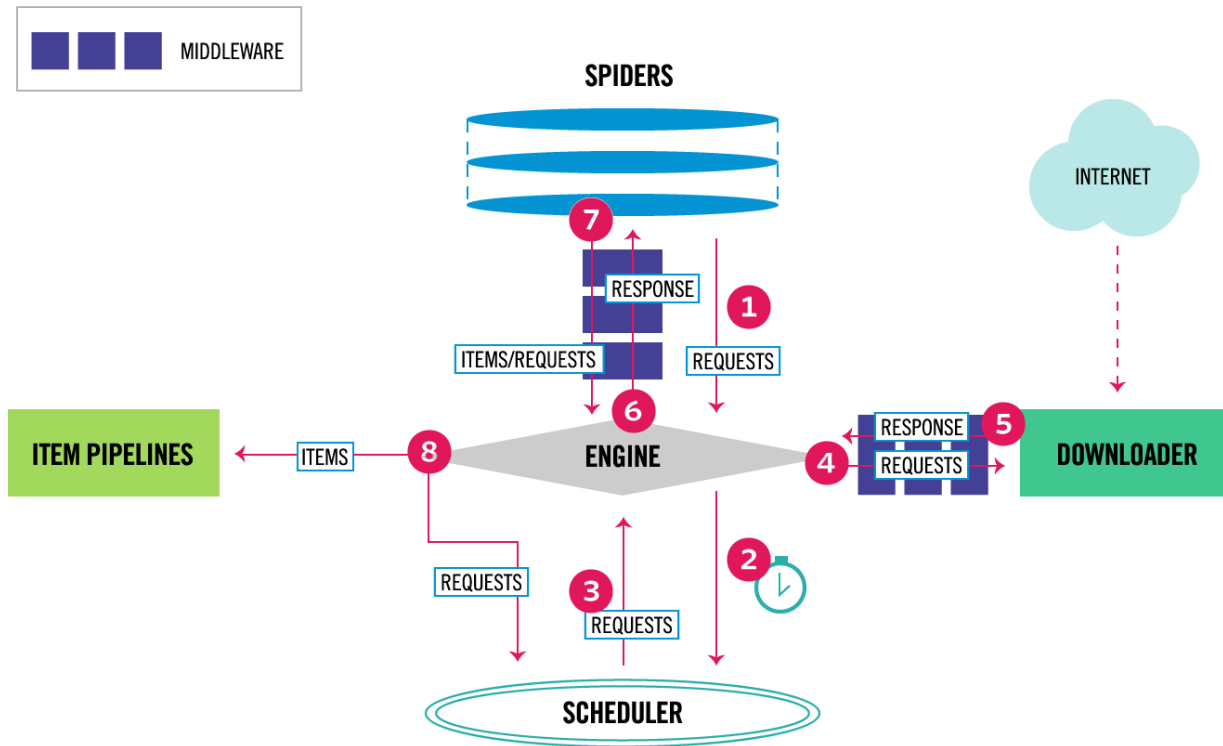 MIDDLEWARE
SPIDERS
INTERNET
7
RESPONSE
1
ITEMS/REQUESTS
REQUESTS
6
5
RESPONSE
ITEM PIPELINES
ITEMS
8
ENGINE
4
REQUESTS
DOWNLOADER
2
REQUESTS
3
REQUESTS
SCHEDULER